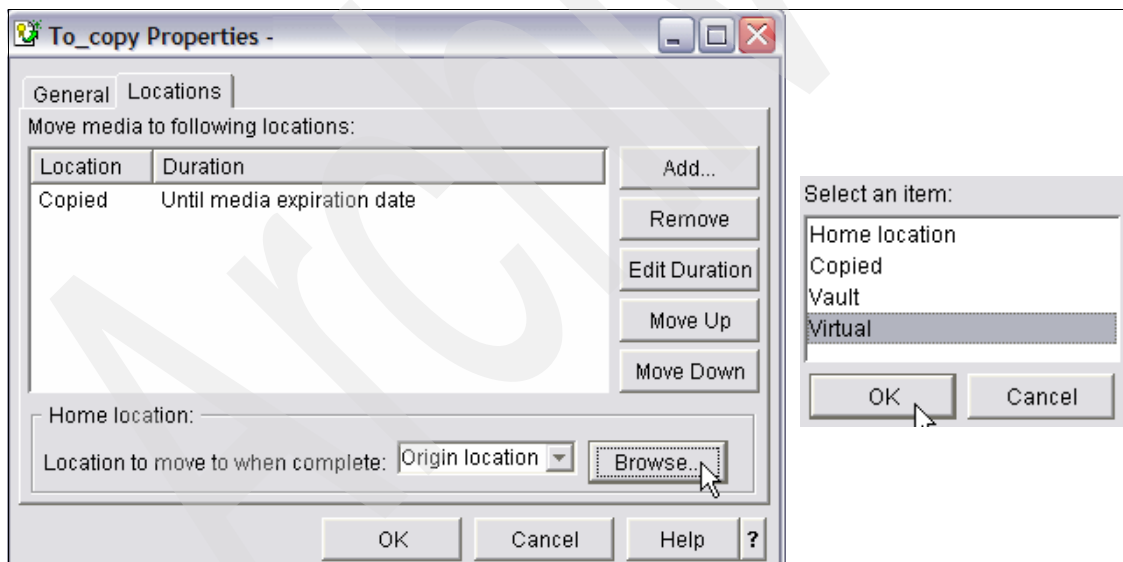 To_copy Properties -
General Locations
Move media to following locations:
Location Duration
Copied Until media expiration date
Add...
Remove
Edit Duration
Move Up
Move Down
Home location:
Location to move to when complete: Origin location Browse...
OK Cancel Help ?
Select an item:
Home location
Copied
Vault
Virtual
OK Cancel